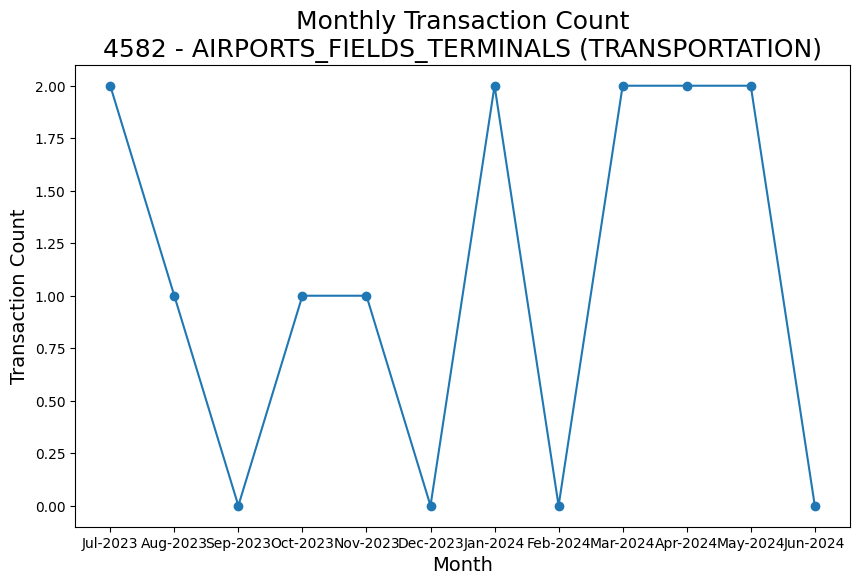 Monthly Transaction Count
4582 - AIRPORTS_FIELDS_TERMINALS (TRANSPORTATION)
Transaction Count
2.00
1.75
1.50
1.25
1.00
0.75
0.50
0.25
0.00
Jul-2023 Aug-2023 Sep-2023 Oct-2023 Nov-2023 Dec-2023 Jan-2024 Feb-2024 Mar-2024 Apr-2024 May-2024 Jun-2024
Month